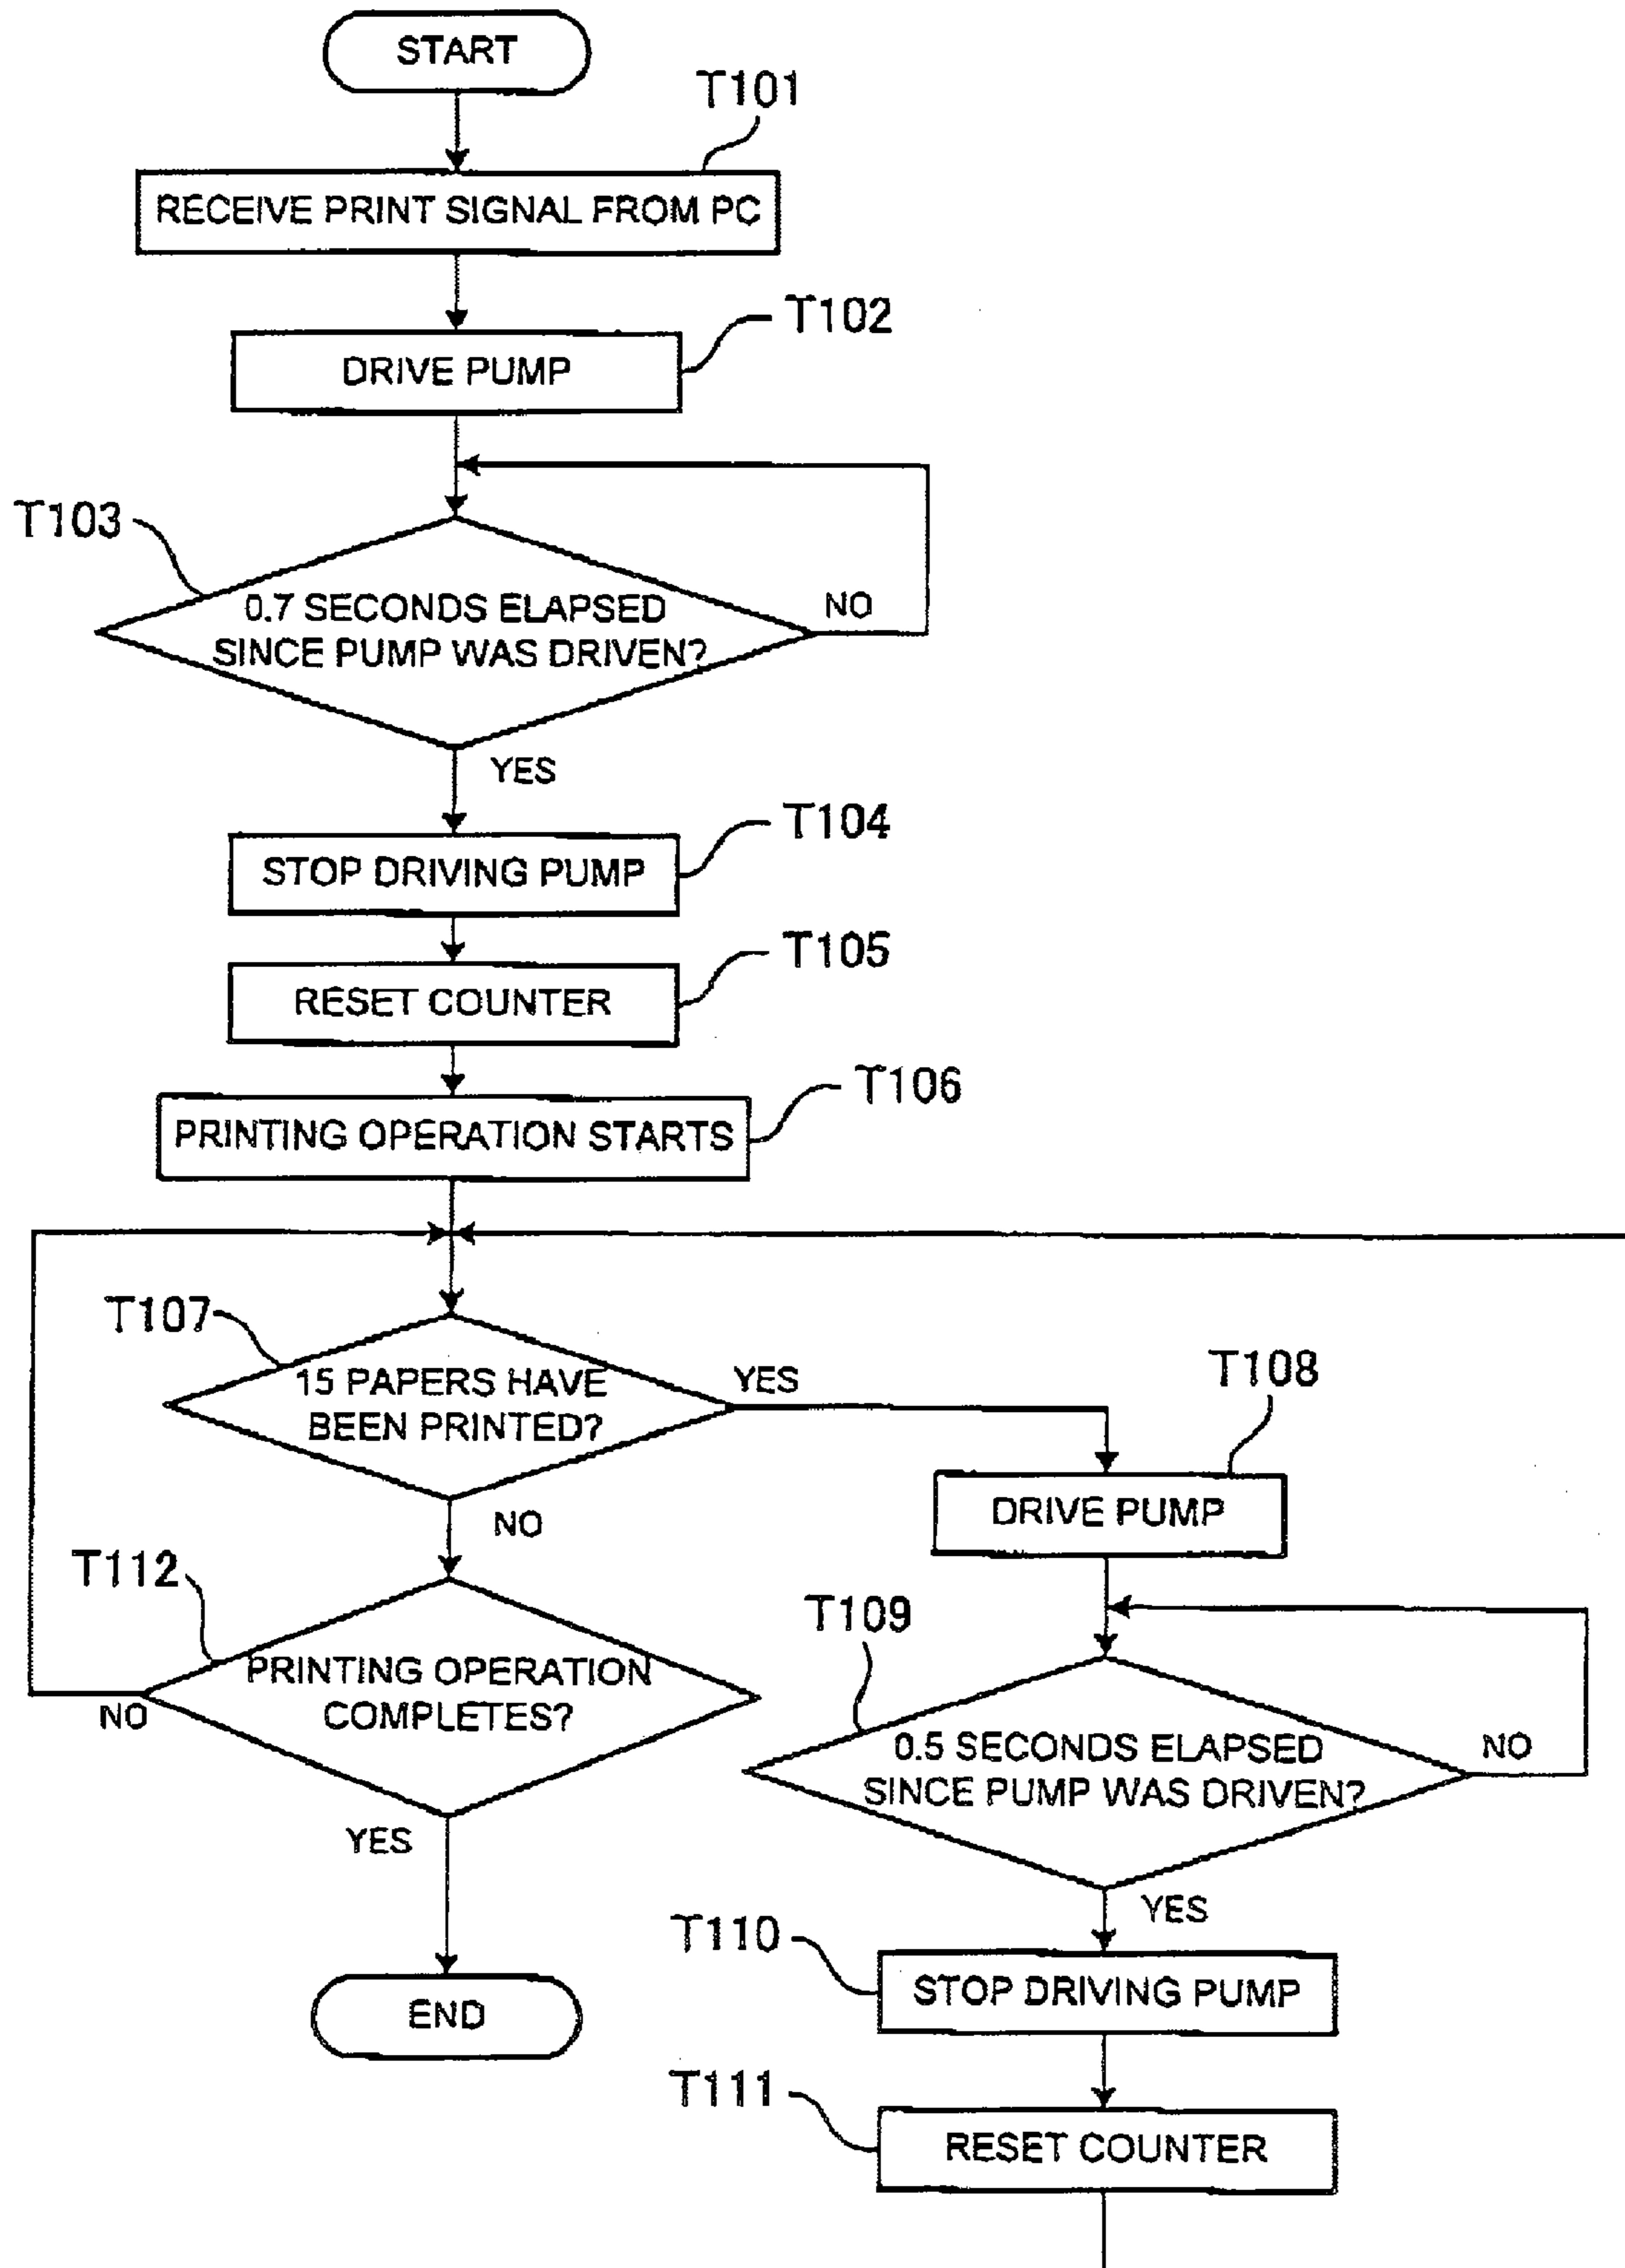 START
T101
RECEIVE PRINT SIGNAL FROM PC
T102
DRIVE PUMP
T103
0.7 SECONDS ELAPSED
SINCE PUMP WAS DRIVEN?
NO
YES
T104
STOP DRIVING PUMP
T105
RESET COUNTER
T106
PRINTING OPERATION STARTS
T107
15 PAPERS HAVE
BEEN PRINTED?
YES
NO
T108
DRIVE PUMP
T112
PRINTING OPERATION
COMPLETES?
NO
YES
END
T109
0.5 SECONDS ELAPSED
SINCE PUMP WAS DRIVEN?
NO
YES
T110
STOP DRIVING PUMP
T111
RESET COUNTER